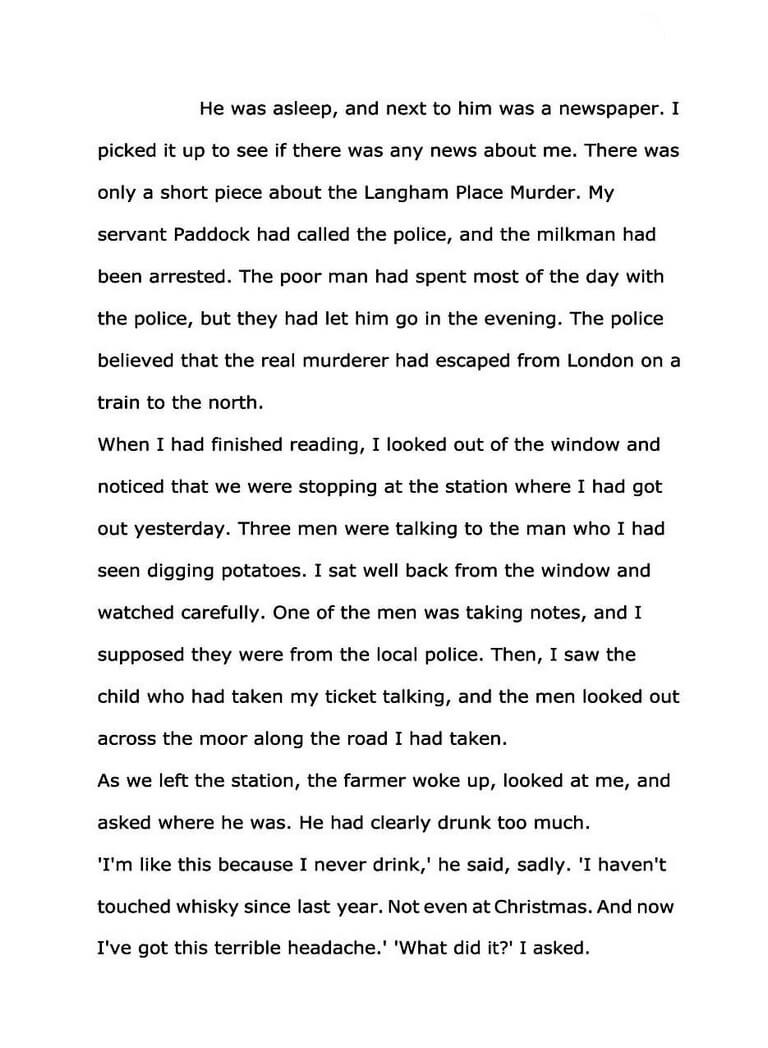 He was asleep, and next to him was a newspaper. I
picked it up to see if there was any news about me. There was
only a short piece about the Langham Place Murder. My
servant Paddock had called the police, and the milkman had
been arrested. The poor man had spent most of the day with
the police, but they had let him go in the evening. The police
believed that the real murderer had escaped from London on a
train to the north.
When I had finished reading, I looked out of the window and
noticed that we were stopping at the station where I had got
out yesterday. Three men were talking to the man who I had
seen digging potatoes. I sat well back from the window and
watched carefully. One of the men was taking notes, and I
supposed they were from the local police. Then, I saw the
child who had taken my ticket talking, and the men looked out
across the moor along the road I had taken.
As we left the station, the farmer woke up, looked at me, and
asked where he was. He had clearly drunk too much.
'I'm like this because I never drink,' he said, sadly. 'I haven't
touched whisky since last year. Not even at Christmas. And now
I've got this terrible headache.' 'What did it?' I asked.